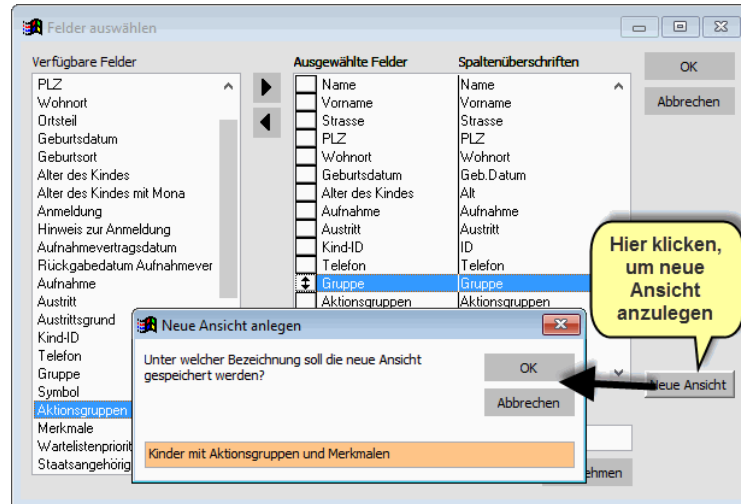 Felder auswählen
Verfügbare Felder
PLZ
Wohnort
Ortsteil
Geburtsdatum
Geburtsort
Alter des Kindes
Alter des Kindes mit Mona
Anmeldung
Hinweis zur Anmeldung
Aufnahmevertragsdatum
Rückgabedatum Aufnahmever
Aufnahme
Austritt
Austrittsgrund
Kind-ID
Telefon
Gruppe
Symbol
Aktionsgruppen
Merkmale
Wartelistenpriorit
Staatsangehörig
Ausgewählte Felder Spaltenüberschriften
Name Name
Vorname Vorname
Strasse Strasse
PLZ PLZ
Wohnort Wohnort
Geburtsdatum Geb.Datum
Alter des Kindes Alt
Aufnahme Aufnahme
Austritt Austritt
Kind-ID ID
Telefon Telefon
Gruppe Gruppe
Aktionsgruppen Aktionsgruppen
OK
Abbrechen
Hier klicken,
um neue
Ansicht
anzulegen
Neue Ansicht
ehmen
Neue Ansicht anlegen
Unter welcher Bezeichnung soll die neue Ansicht
gespeichert werden?
OK
Abbrechen
Kinder mit Aktionsgruppen und Merkmalen